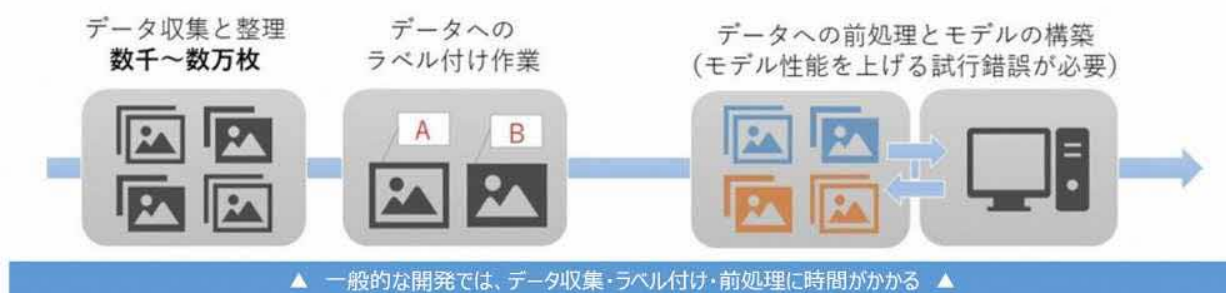 データ収集と整理
数千～数万枚
データへの
ラベル付け作業
データへの前処理とモデルの構築
(モデル性能を上げる試行錯誤が必要)
A
B
▲ 一般的な開発では、データ収集・ラベル付け・前処理に時間がかかる ▲